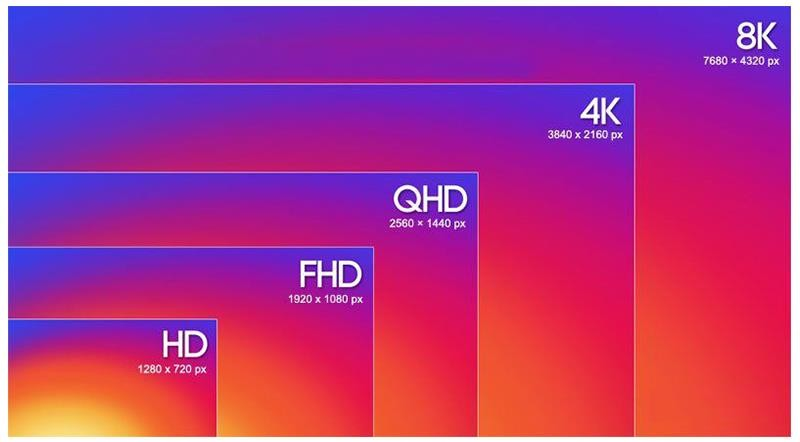 8K
7680 × 4320 px
4K
3840 x 2160 px
QHD
2560 × 1440 px
FHD
1920 x 1080 px
HD
1280 x 720 px